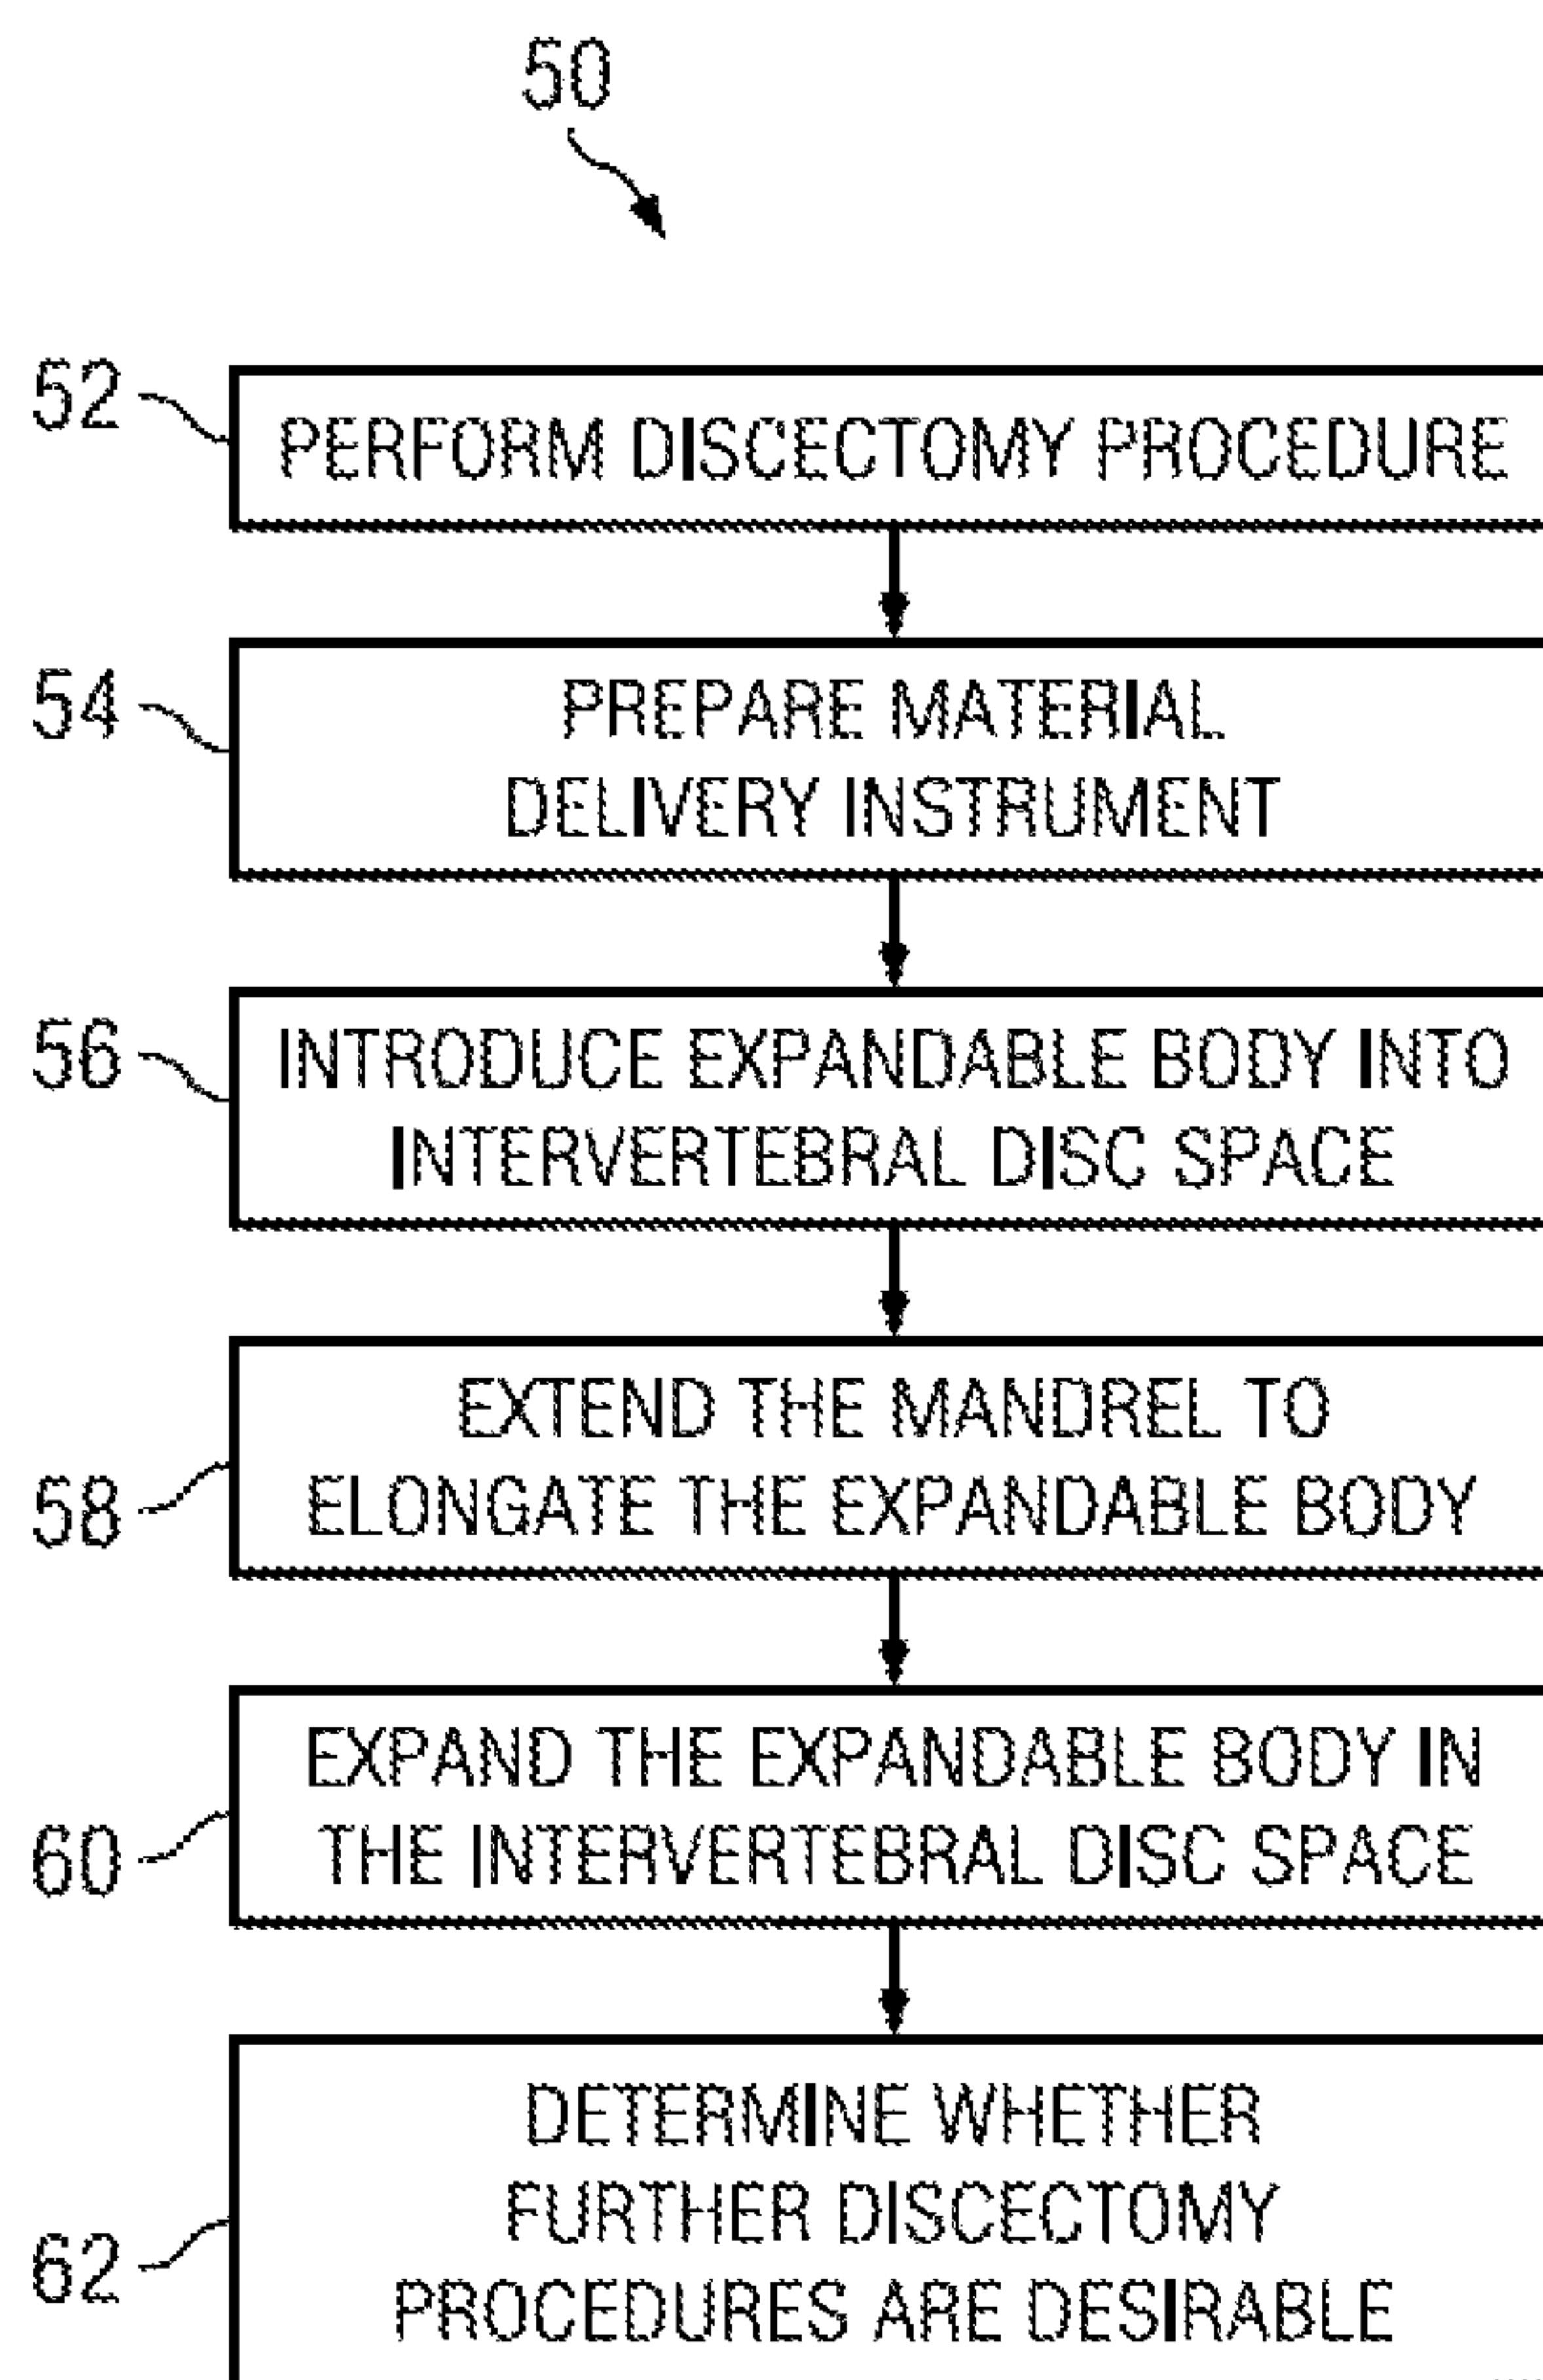 50
52
PERFORM DISCECTOMY PROCEDURE
54
PREPARE MATERIAL
DELIVERY INSTRUMENT
56
INTRODUCE EXPANDABLE BODY INTO
INTERVERTEBRAL DISC SPACE
58
EXTEND THE MANDREL TO
ELONGATE THE EXPANDABLE BODY
60
EXPAND THE EXPANDABLE BODY IN
THE INTERVERTEBRAL DISC SPACE
62
DETERMINE WHETHER
FURTHER DISCECTOMY
PROCEDURES ARE DESIRABLE